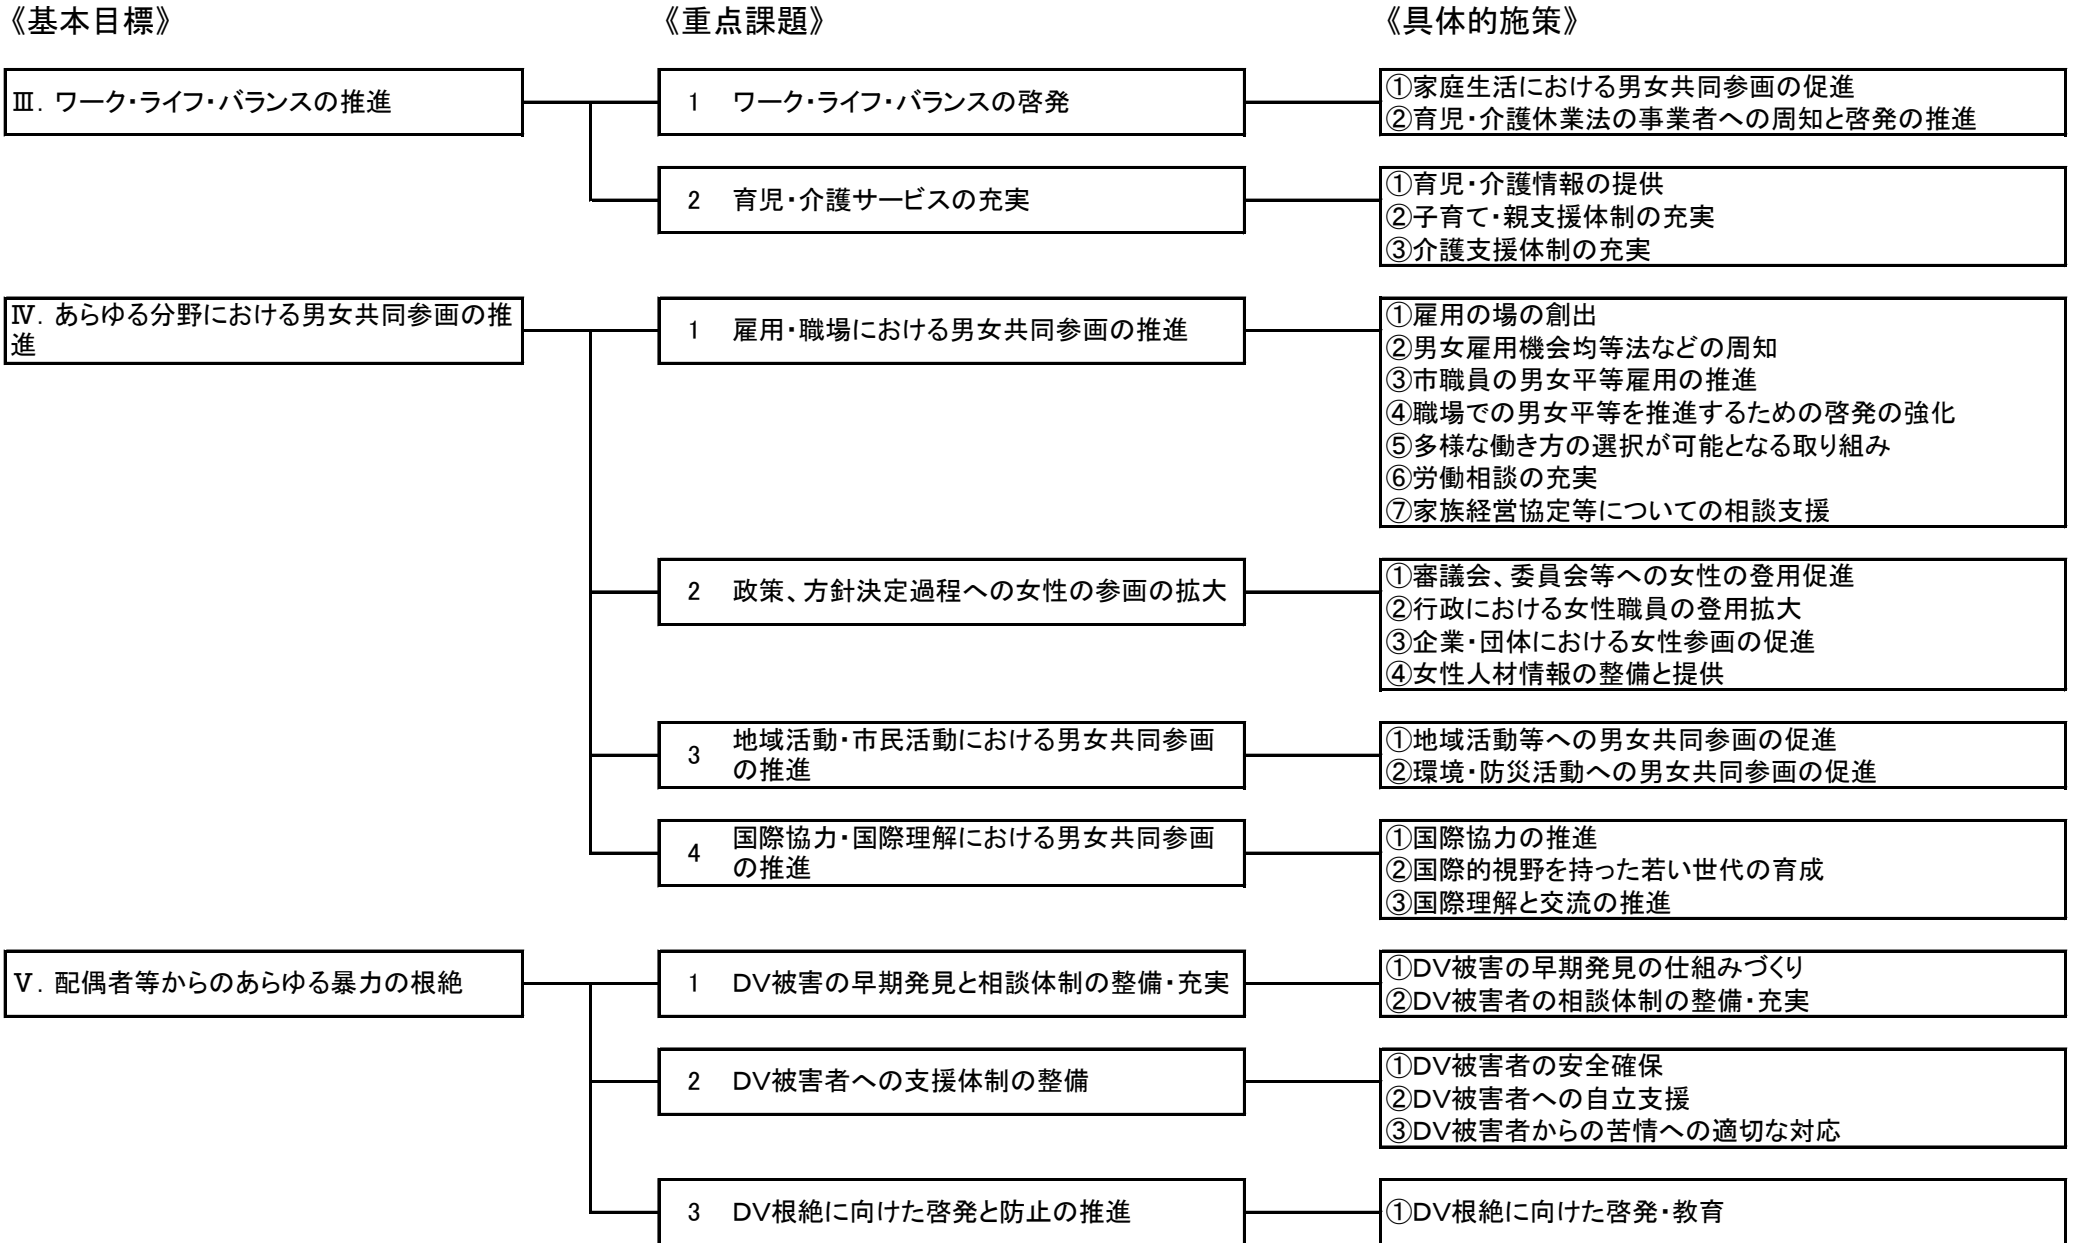 《基本目標》
《重点課題》
《具体的施策》
Ⅲ．ワーク・ライフ・バランスの推進
1 ワーク・ライフ・バランスの啓発
①家庭生活における男女共同参画の促進
②育児・介護休業法の事業者への周知と啓発の推進
2 育児・介護サービスの充実
①育児・介護情報の提供
②子育て・親支援体制の充実
③介護支援体制の充実
Ⅳ．あらゆる分野における男女共同参画の推
進
1 雇用・職場における男女共同参画の推進
①雇用の場の創出
②男女雇用機会均等法などの周知
③市職員の男女平等雇用の推進
④職場での男女平等を推進するための啓発の強化
⑤多様な働き方の選択が可能となる取り組み
⑥労働相談の充実
⑦家族経営協定等についての相談支援
2 政策、方針決定過程への女性の参画の拡大
①審議会、委員会等への女性の登用促進
②行政における女性職員の登用拡大
③企業・団体における女性参画の促進
④女性人材情報の整備と提供
3 地域活動・市民活動における男女共同参画
の推進
①地域活動等への男女共同参画の促進
②環境・防災活動への男女共同参画の促進
4 国際協力・国際理解における男女共同参画
の推進
①国際協力の推進
②国際的視野を持った若い世代の育成
③国際理解と交流の推進
Ⅴ．配偶者等からのあらゆる暴力の根絶
1 DV被害の早期発見と相談体制の整備・充実
①DV被害の早期発見の仕組みづくり
②DV被害者の相談体制の整備・充実
2 DV被害者への支援体制の整備
①DV被害者の安全確保
②DV被害者への自立支援
③DV被害者からの苦情への適切な対応
3 DV根絶に向けた啓発と防止の推進
①DV根絶に向けた啓発・教育